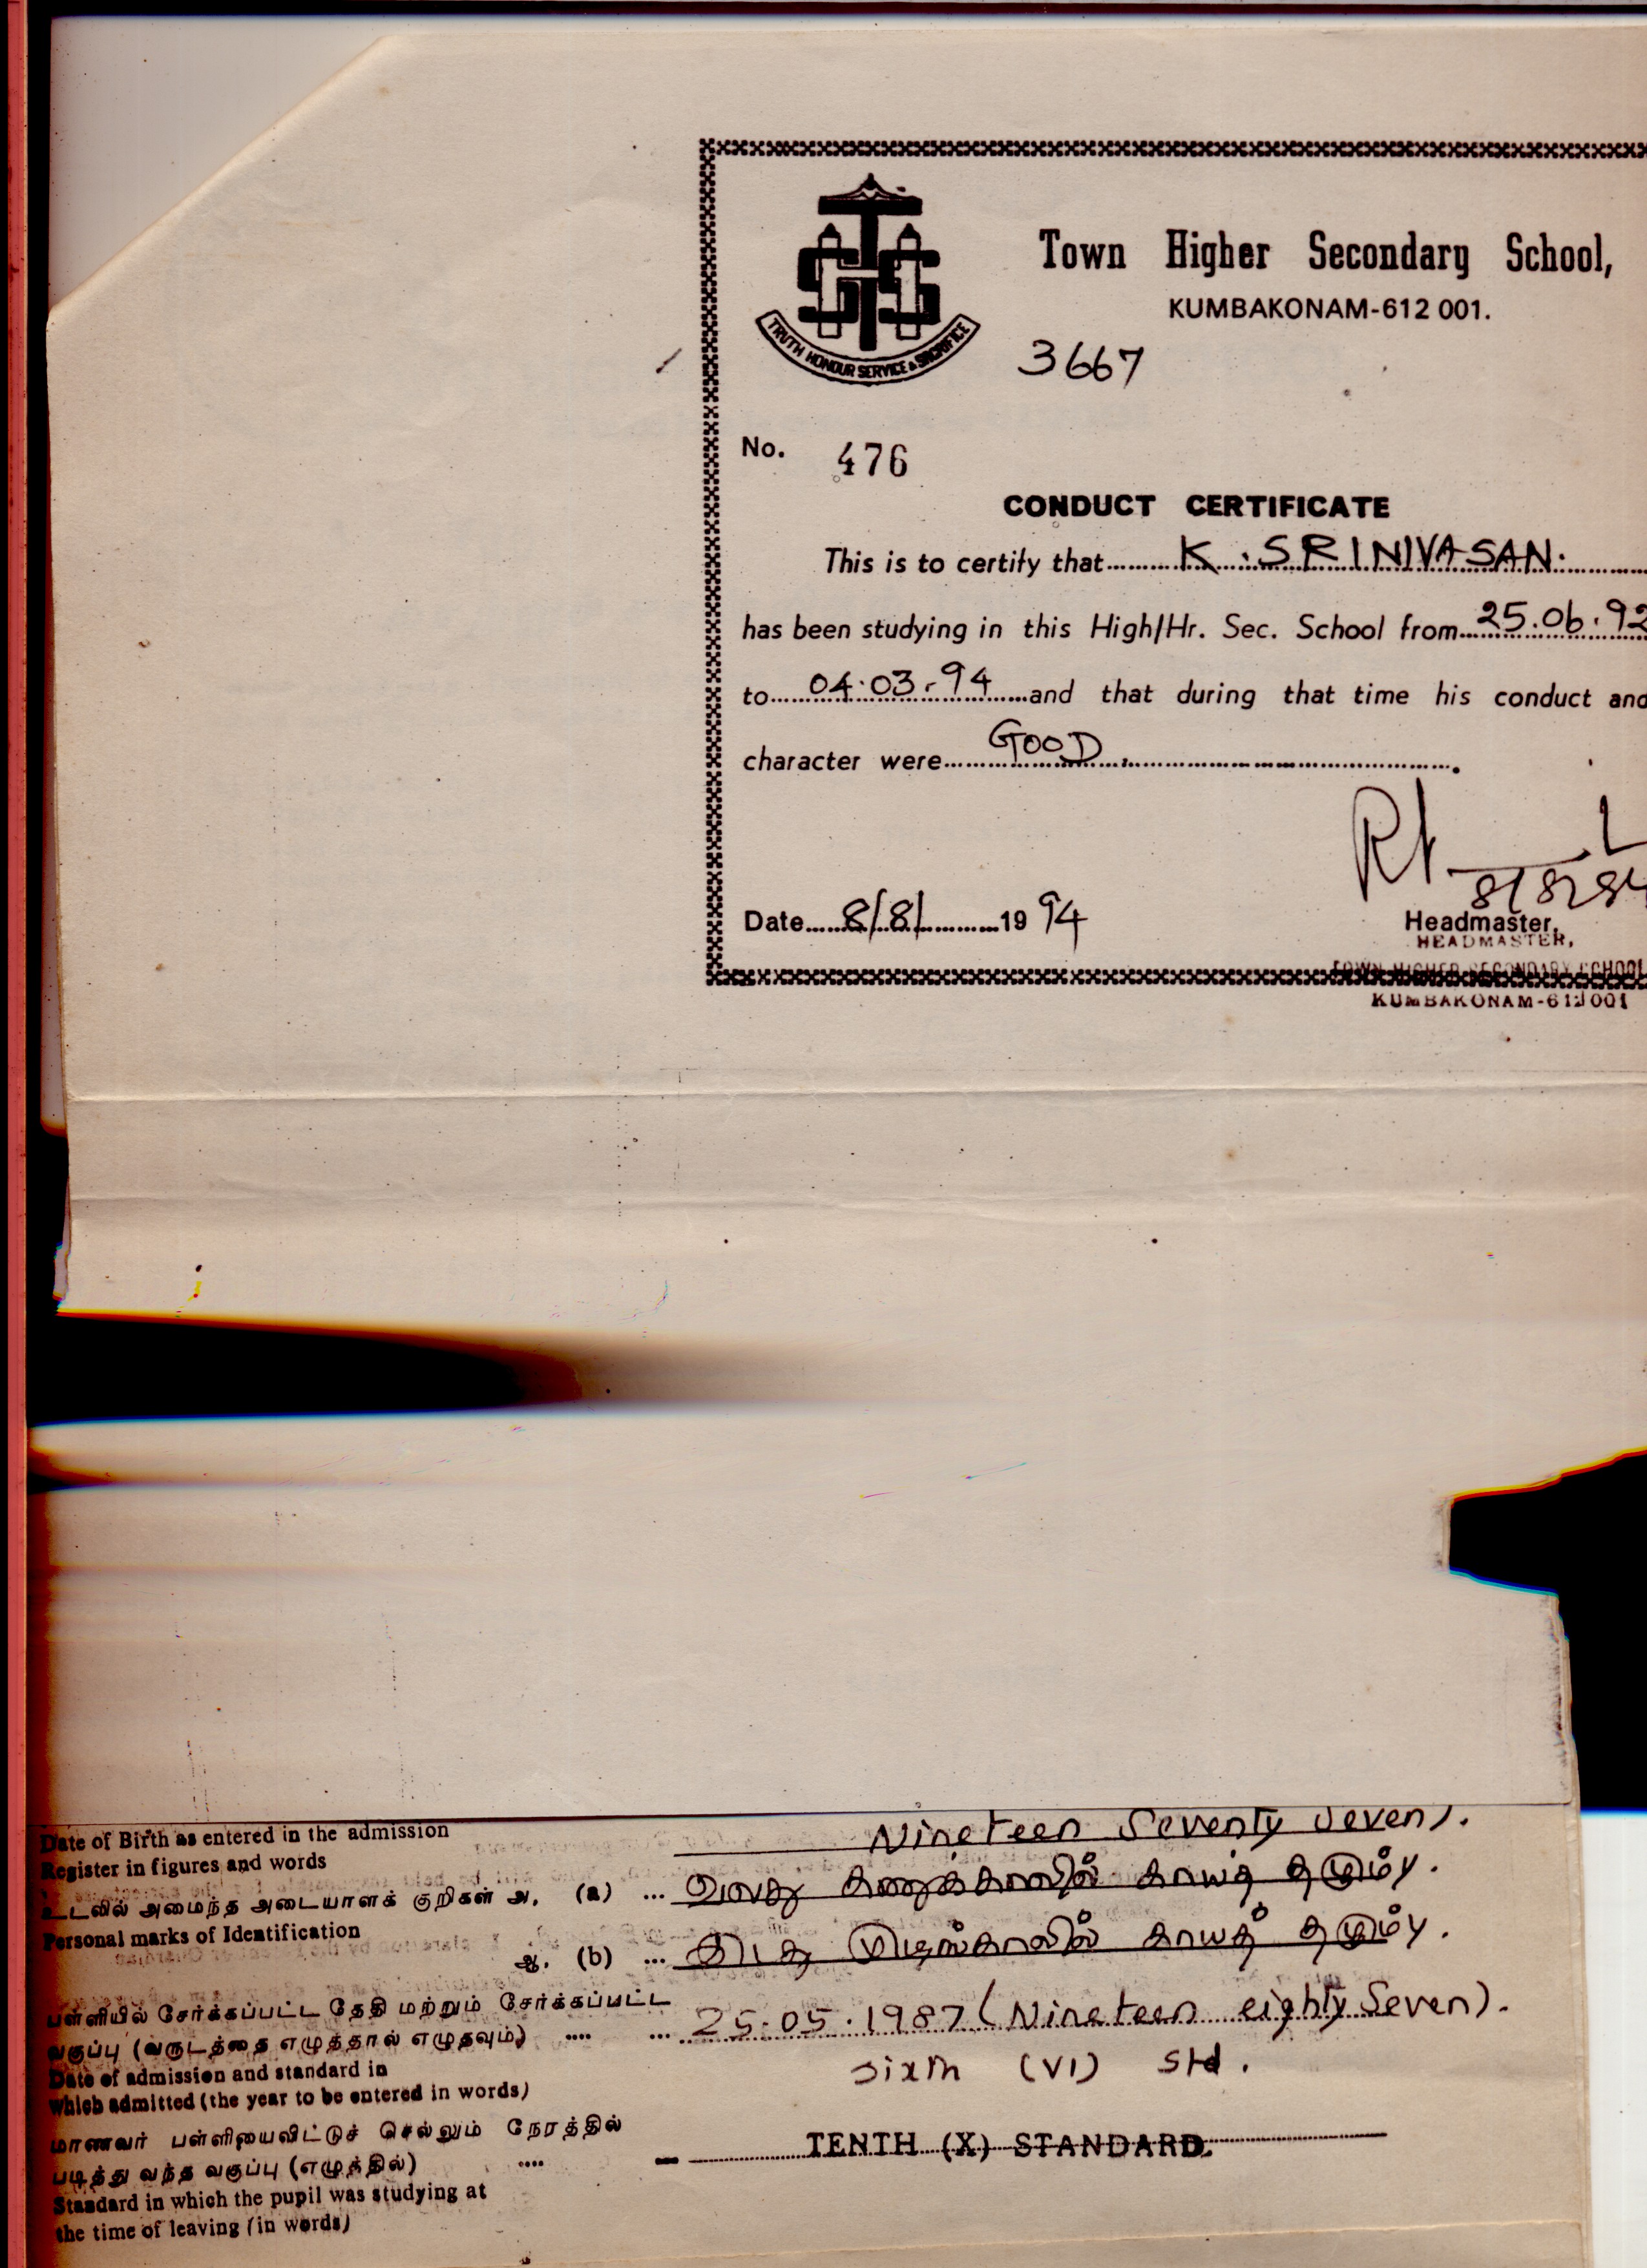 Town Higher Secondary School,
KUMBAKONAM-612 001.
TRUTH HONOUR SERVICE & SACRIFICE
3667
No. 476
CONDUCT CERTIFICATE
This is to certify that K. SRINIVASAN.
has been studying in this High/Hr. Sec. School from 25.06.92
to 04.03.94 and that during that time his conduct and
character were GOOD.
Date 8/8/ 1994
Headmaster,
HEADMASTER,
TOWN HIGHER SECONDARY SCHOOL
KUMBAKONAM-612001
Nineteen Seventy Seven).
Date of Birth as entered in the admission
Register in figures and words
உடலில் அமைந்த அடையாளக் குறிகள் அ. (a) ... வலது கணுக்காலில் காயத் தழும்பு.
Personal marks of Identification
ஆ. (b) ... இடது முழங்காலில் காயத் தழும்பு.
பள்ளியில் சேர்க்கப்பட்ட தேதி மற்றும் சேர்க்கப்பட்ட
வகுப்பு (வருடத்தை எழுத்தால் எழுதவும்) .... ... 25.05.1987 (Nineteen eighty Seven).
Date of admission and standard in
which admitted (the year to be entered in words)
Sixth (VI) Std.
மாணவர் பள்ளியைவிட்டுச் செல்லும் நேரத்தில்
படித்து வந்த வகுப்பு (எழுத்தில்) .... TENTH (X) STANDARD.
Standard in which the pupil was studying at
the time of leaving (in words)